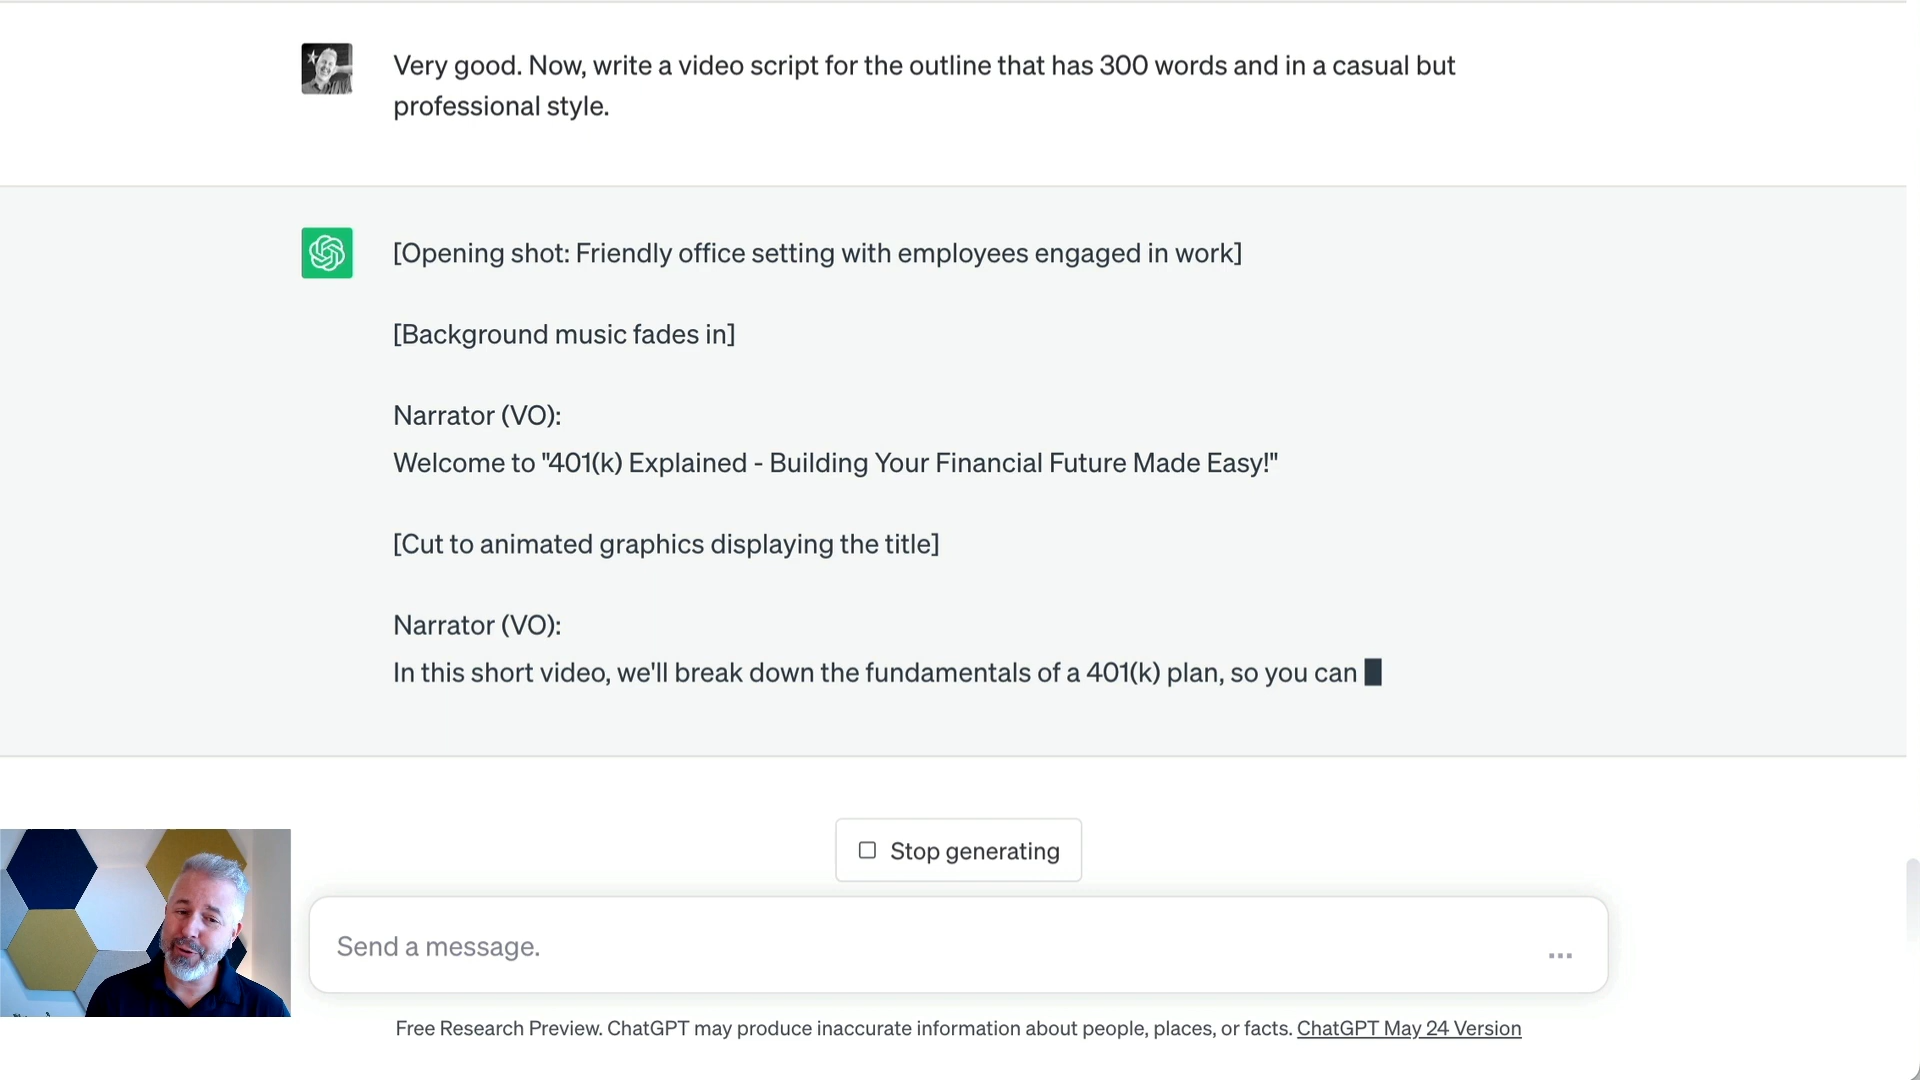 Very good. Now, write a video script for the outline that has 300 words and in a casual but
professional style.
[Opening shot: Friendly office setting with employees engaged in work]
[Background music fades in]
Narrator (VO):
Welcome to "401(k) Explained - Building Your Financial Future Made Easy!"
[Cut to animated graphics displaying the title]
Narrator (VO):
In this short video, we'll break down the fundamentals of a 401(k) plan, so you can
Stop generating
Send a message.
Free Research Preview. ChatGPT may produce inaccurate information about people, places, or facts. ChatGPT May 24 Version